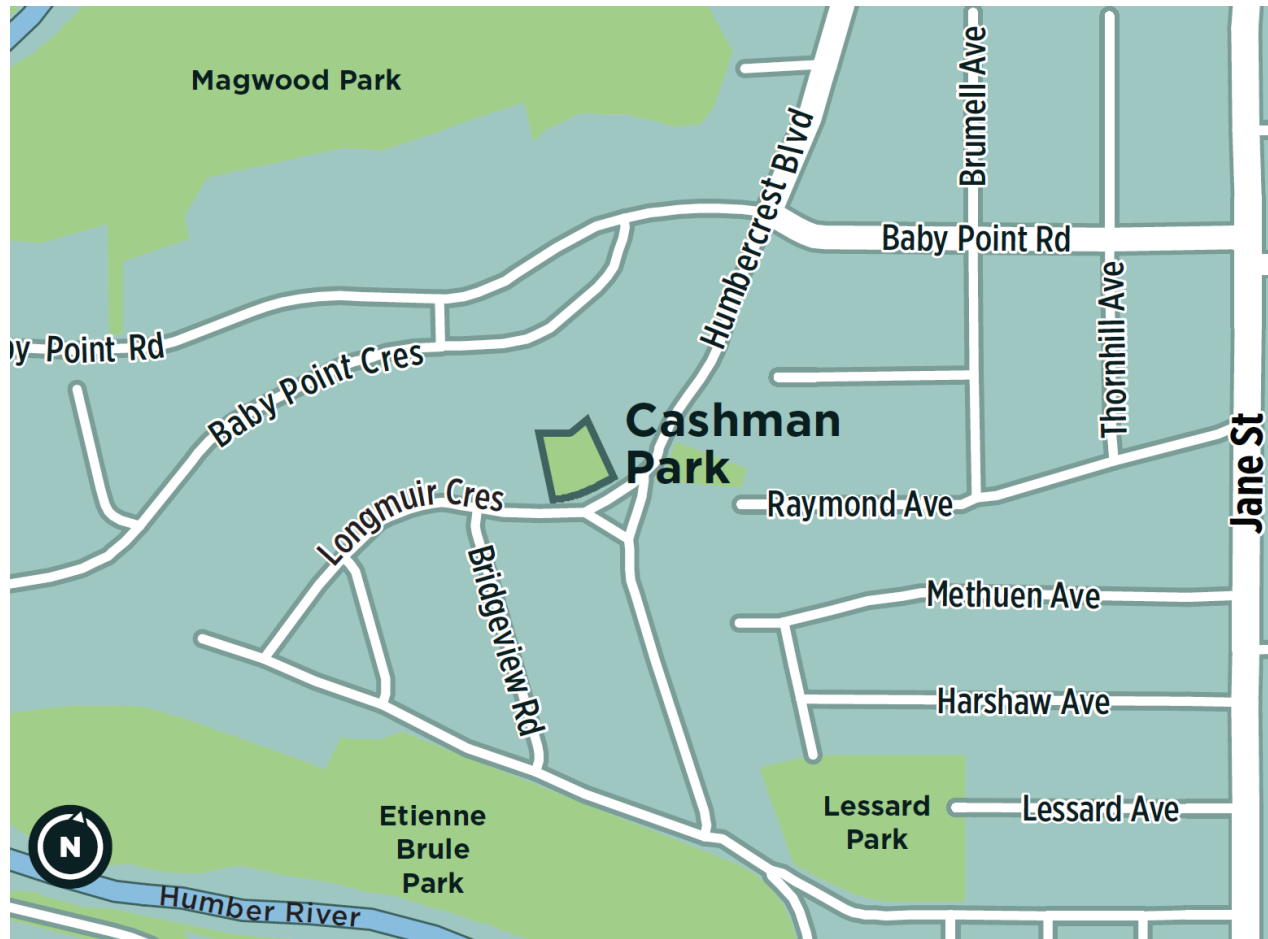 Magwood Park
Brumell Ave
Humbercrest Blvd
Baby Point Rd
Thornhill Ave
Point Rd
Baby Point Cres
Cashman
Park
Jane St
Longmuir Cres
Raymond Ave
Bridgeview Rd
Methuen Ave
Harshaw Ave
Etienne
Brule
Park
Lessard
Park
Lessard Ave
N
Humber River